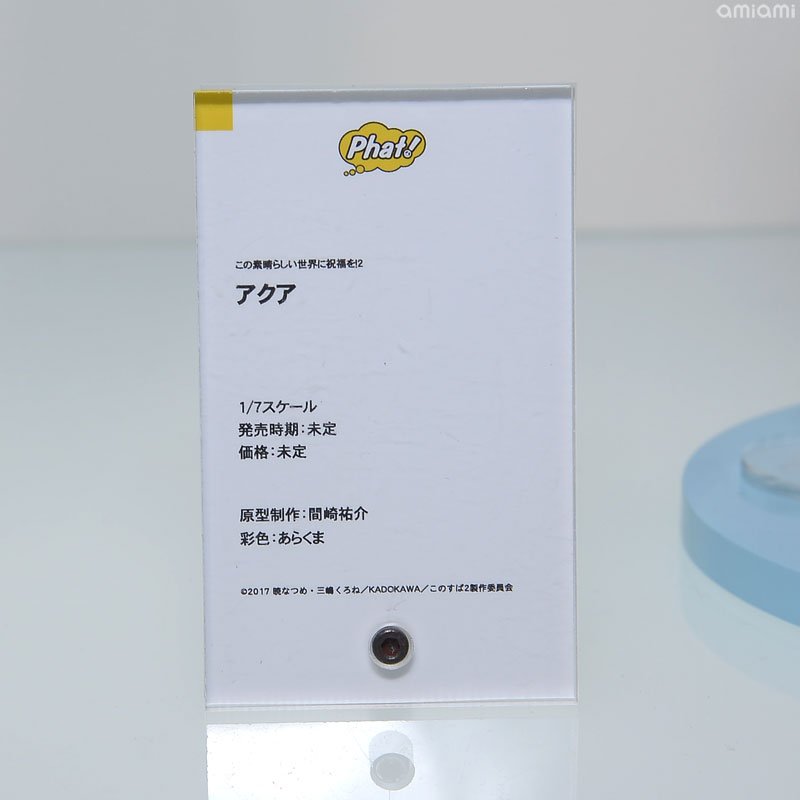 amiami
Phat!
この素晴らしい世界に祝福を!2
アクア
1/7スケール
発売時期：未定
価格：未定
原型制作：間崎祐介
彩色：あらくま
©2017 暁なつめ・三嶋くろね／KADOKAWA／このすば2製作委員会